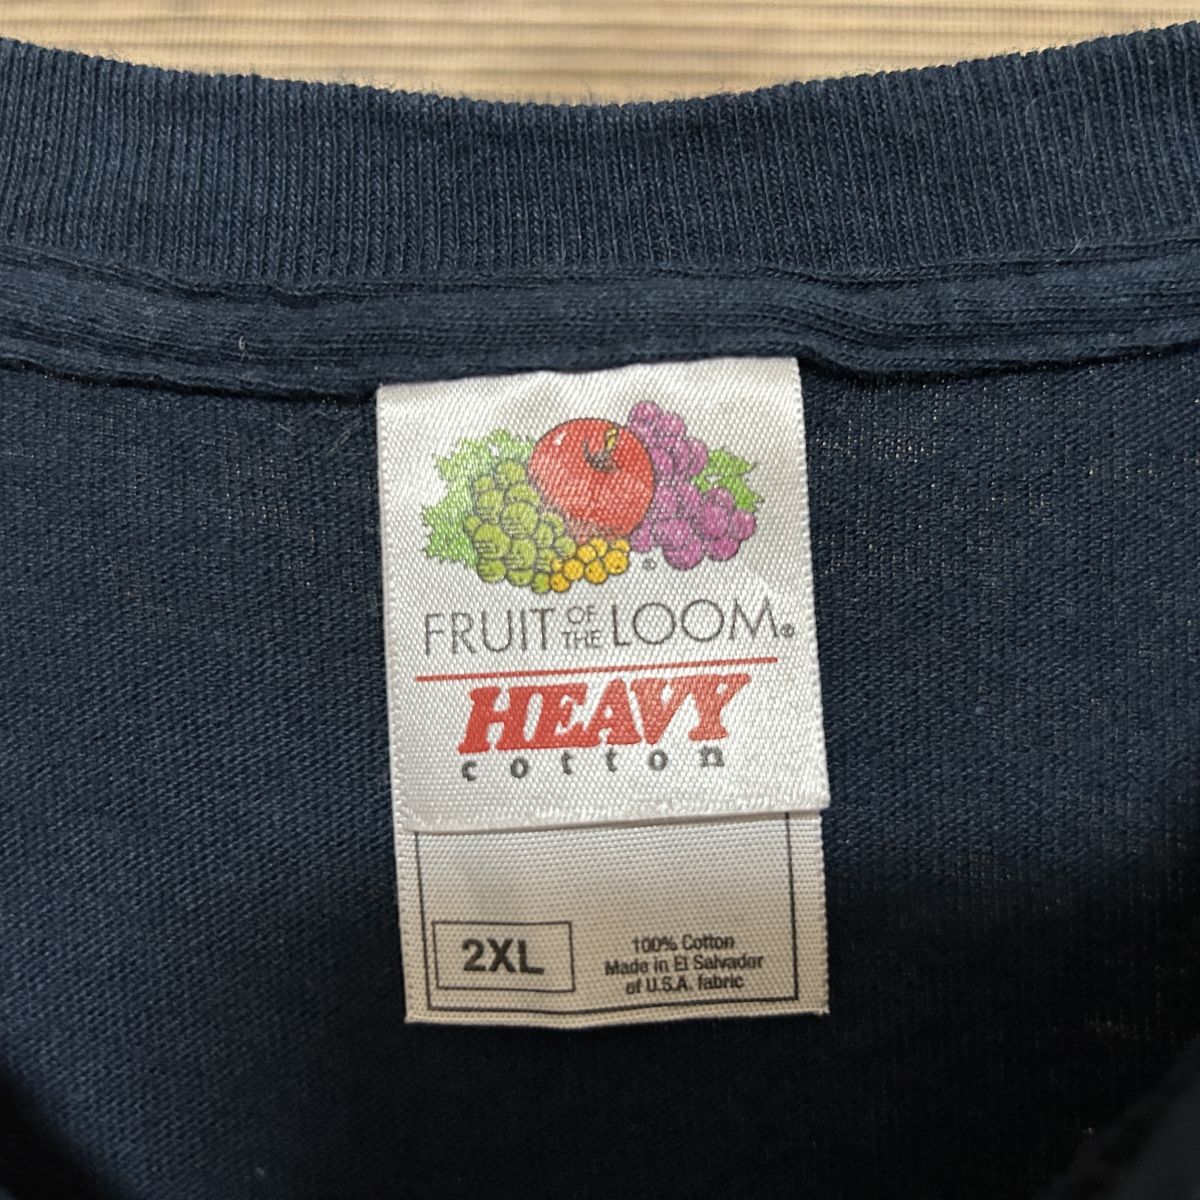 ®
FRUIT OF THE LOOM®
HEAVY
cotton
2XL
100% Cotton
Made in El Salvador
of U.S.A. fabric